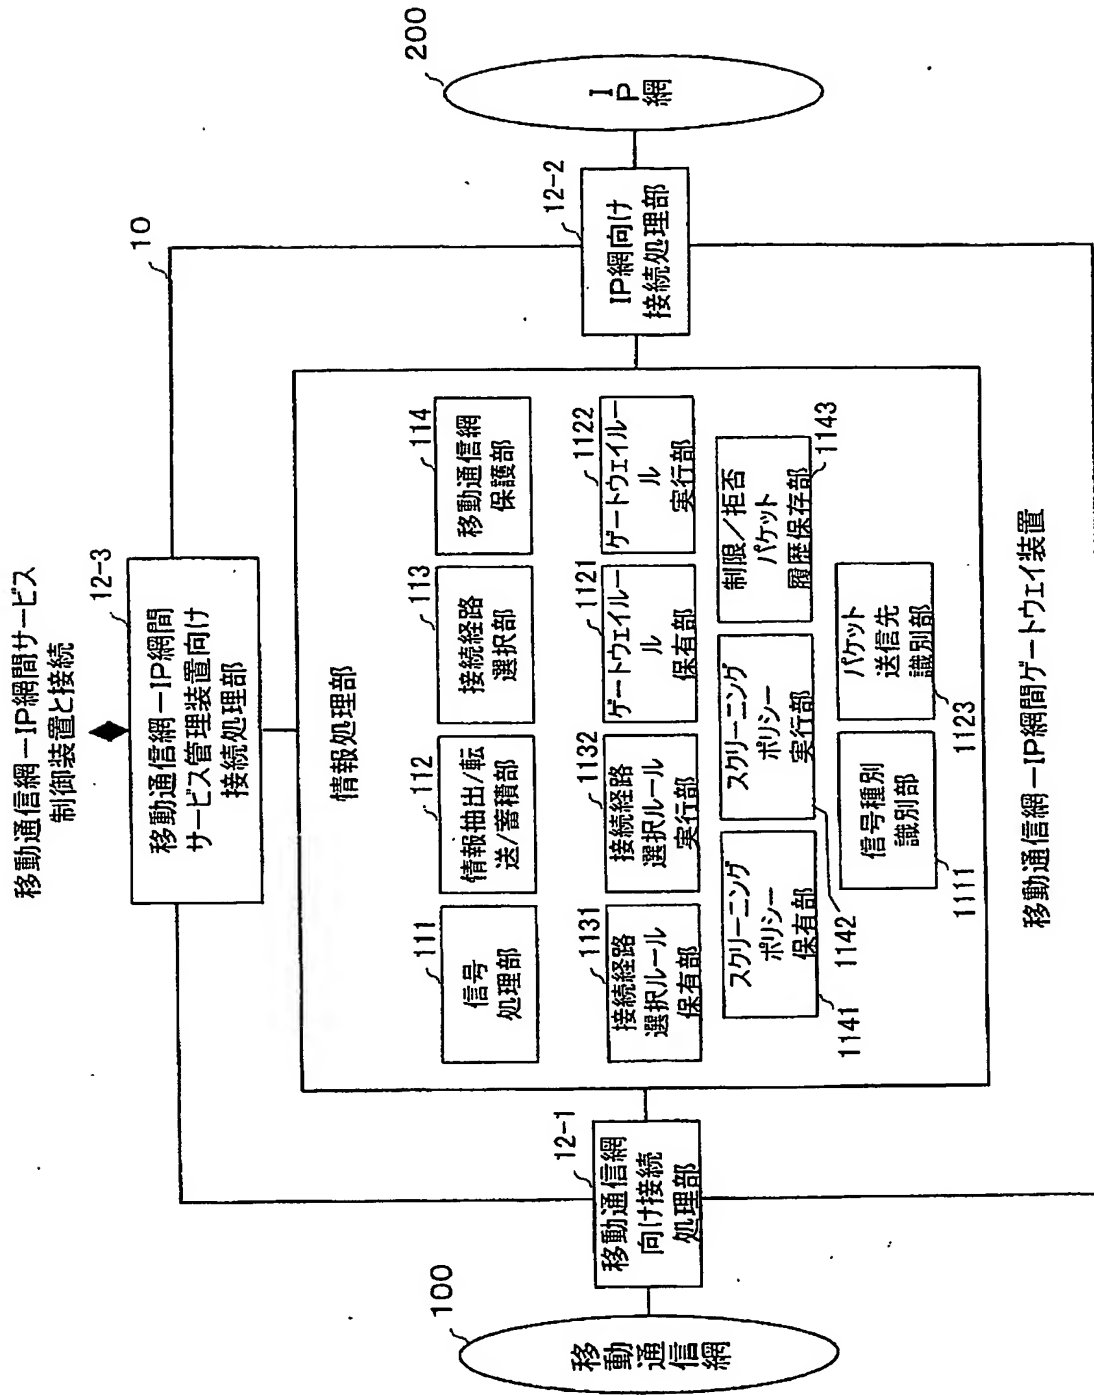 移動通信網－IP網間サービス
制御装置と接続
12-3
移動通信網－IP網間
サービス管理装置向け
接続処理部
10
100
移動通信網
12-1
移動通信網
向け接続
処理部
情報処理部
111
信号
処理部
112
情報抽出/転
送/蓄積部
113
接続経路
選択部
114
移動通信網
保護部
1131
接続経路
選択ルール
保有部
1132
接続経路
選択ルール
実行部
1121
ゲートウェイルー
ル
保有部
1122
ゲートウェイルー
ル
実行部
1141
スクリーニング
ポリシー
保有部
1142
スクリーニング
ポリシー
実行部
1143
制限／拒否
パケット
履歴保存部
1111
信号種別
識別部
1123
パケット
送信先
識別部
12-2
IP網向け
接続処理部
200
IP網
移動通信網－IP網間ゲートウェイ装置